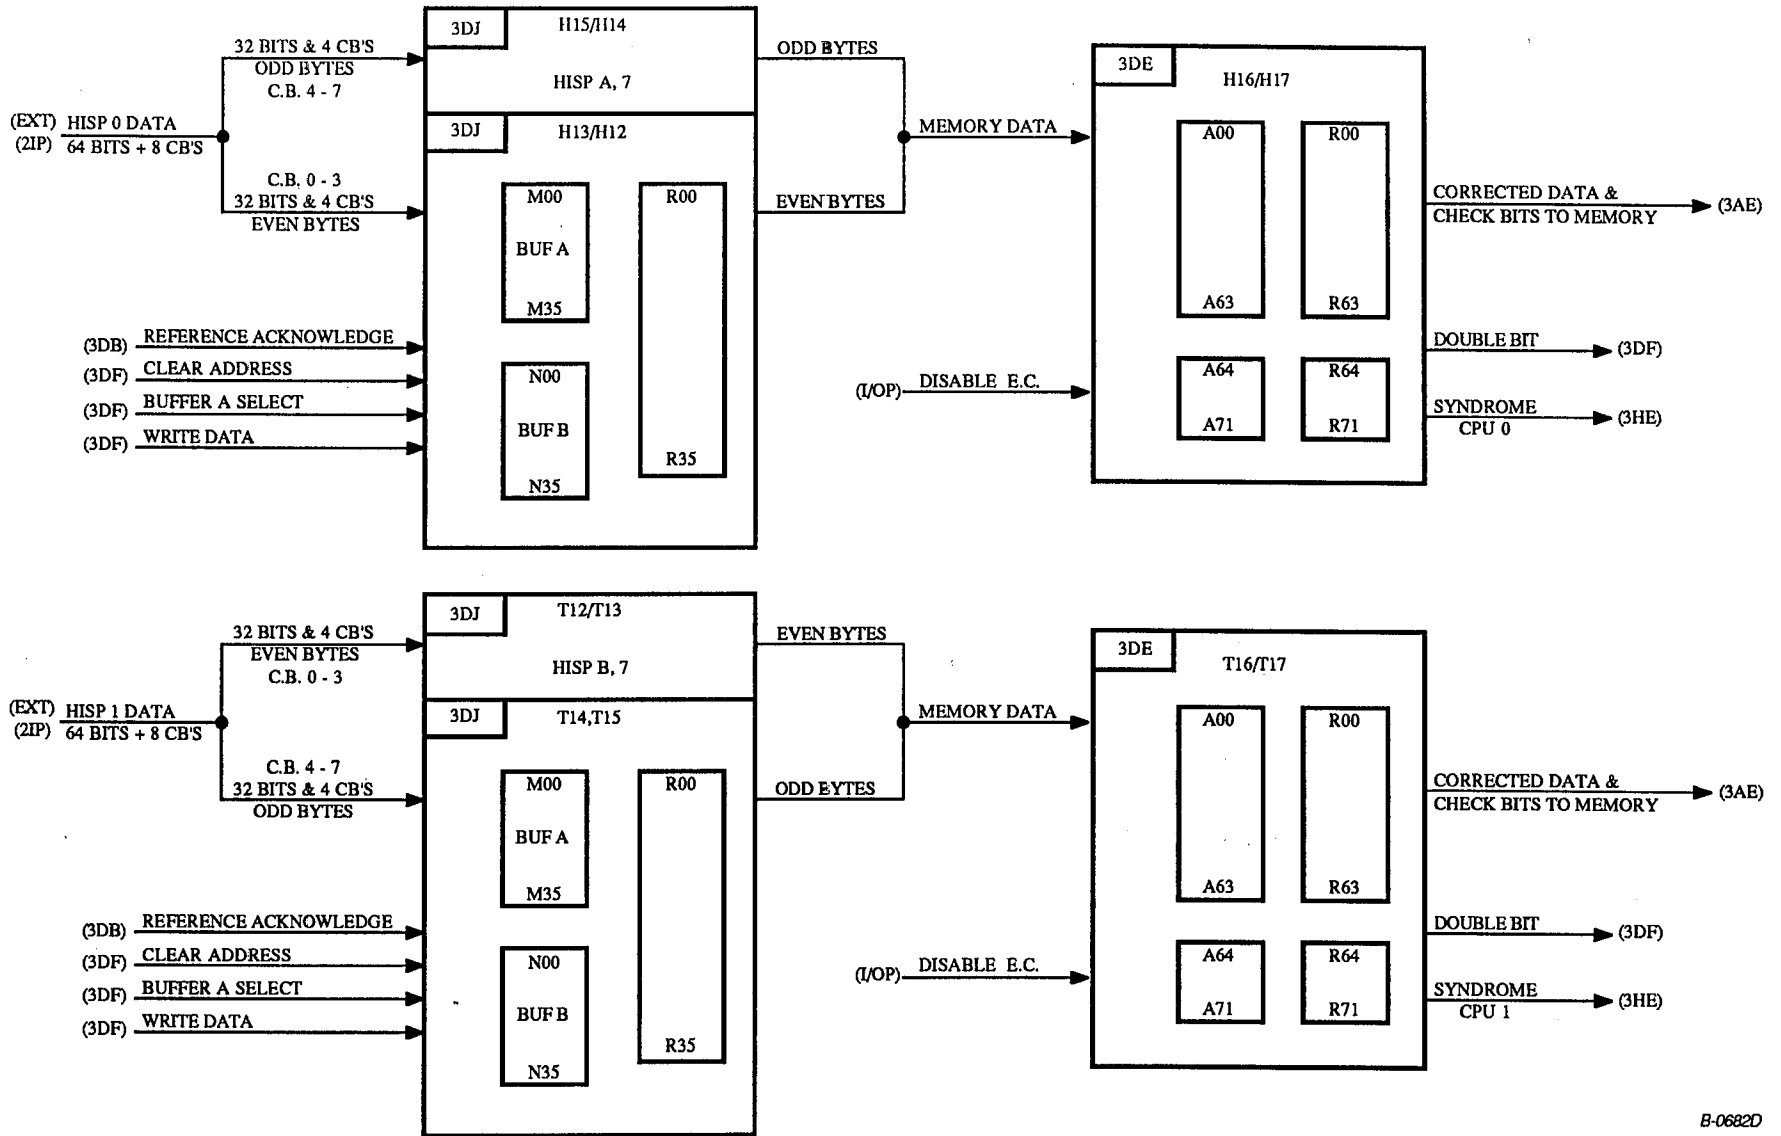 3DJ
H15/H14
HISP A, 7
32 BITS & 4 CB'S
ODD BYTES
C.B. 4 - 7
(EXT) HISP 0 DATA
(2IP) 64 BITS + 8 CB'S
C.B. 0 - 3
32 BITS & 4 CB'S
EVEN BYTES
3DJ
H13/H12
M00
BUF A
M35
R00
R35
N00
BUF B
N35
(3DB) REFERENCE ACKNOWLEDGE
(3DF) CLEAR ADDRESS
(3DF) BUFFER A SELECT
(3DF) WRITE DATA
ODD BYTES
MEMORY DATA
EVEN BYTES
(I/OP) DISABLE E.C.
3DE
H16/H17
A00
A63
R00
R63
A64
A71
R64
R71
CORRECTED DATA &
CHECK BITS TO MEMORY
(3AE)
DOUBLE BIT (3DF)
SYNDROME
CPU 0
(3HE)
3DJ
T12/T13
HISP B, 7
32 BITS & 4 CB'S
EVEN BYTES
C.B. 0 - 3
(EXT) HISP 1 DATA
(2IP) 64 BITS + 8 CB'S
C.B. 4 - 7
32 BITS & 4 CB'S
ODD BYTES
3DJ
T14,T15
M00
BUF A
M35
R00
R35
N00
BUF B
N35
(3DB) REFERENCE ACKNOWLEDGE
(3DF) CLEAR ADDRESS
(3DF) BUFFER A SELECT
(3DF) WRITE DATA
EVEN BYTES
MEMORY DATA
ODD BYTES
(I/OP) DISABLE E.C.
3DE
T16/T17
A00
A63
R00
R63
A64
A71
R64
R71
CORRECTED DATA &
CHECK BITS TO MEMORY
(3AE)
DOUBLE BIT (3DF)
SYNDROME
CPU 1
(3HE)
B-0682D